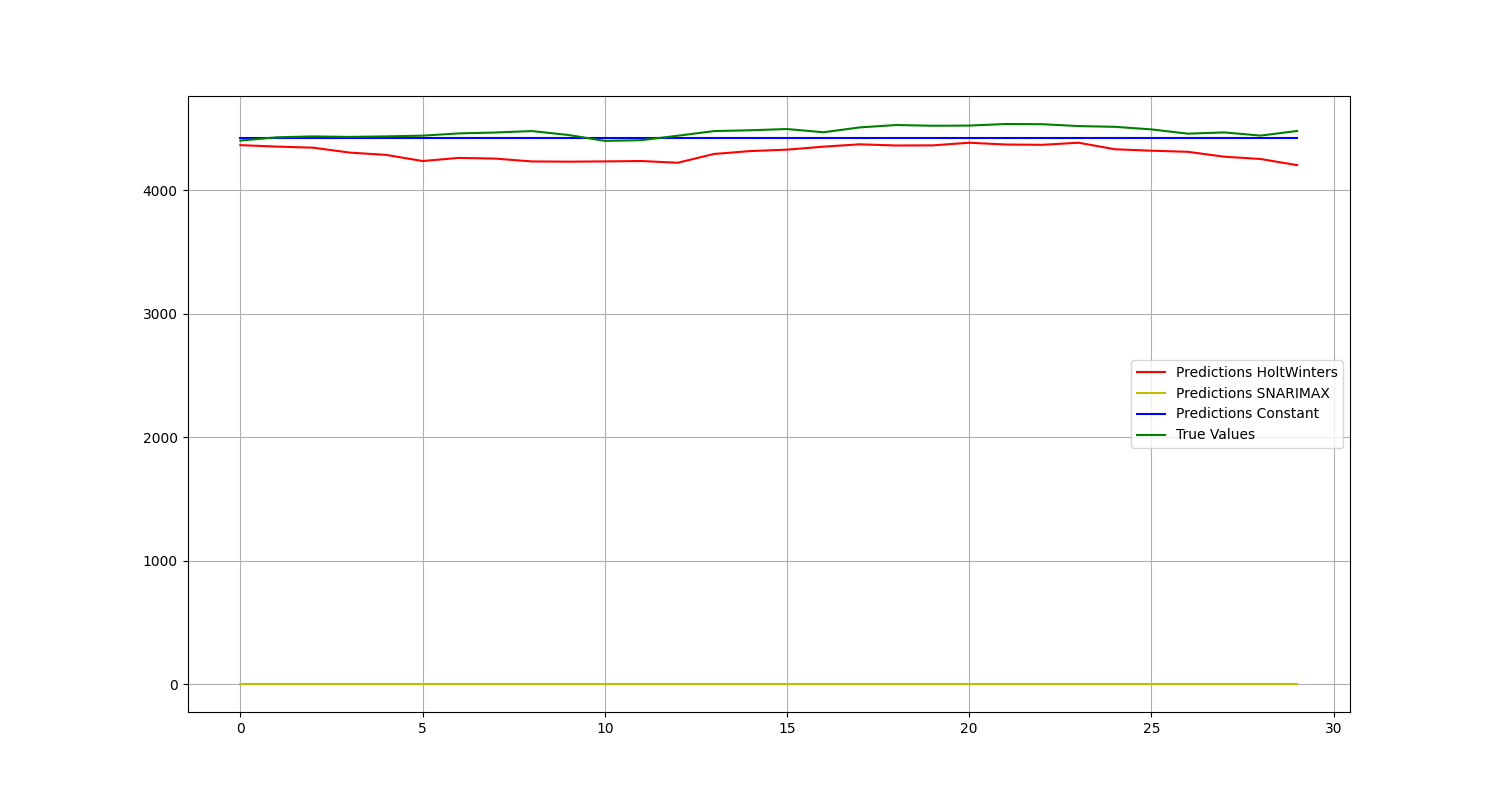 4000
3000
2000
1000
0
0 5 10 15 20 25 30
Predictions HoltWinters
Predictions SNARIMAX
Predictions Constant
True Values